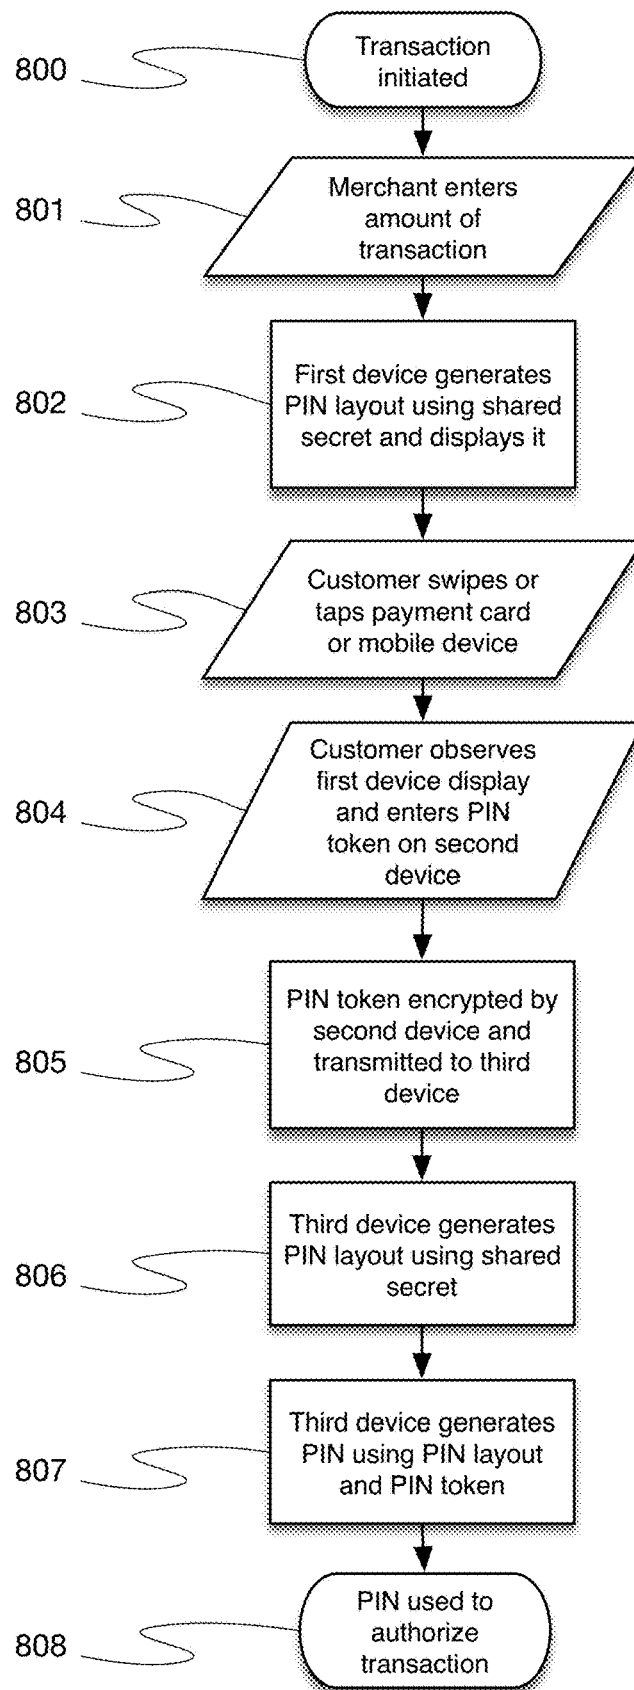 800
Transaction
initiated
801
Merchant enters
amount of
transaction
802
First device generates
PIN layout using shared
secret and displays it
803
Customer swipes or
taps payment card
or mobile device
804
Customer observes
first device display
and enters PIN
token on second
device
805
PIN token encrypted by
second device and
transmitted to third
device
806
Third device generates
PIN layout using shared
secret
807
Third device generates
PIN using PIN layout
and PIN token
808
PIN used to
authorize
transaction